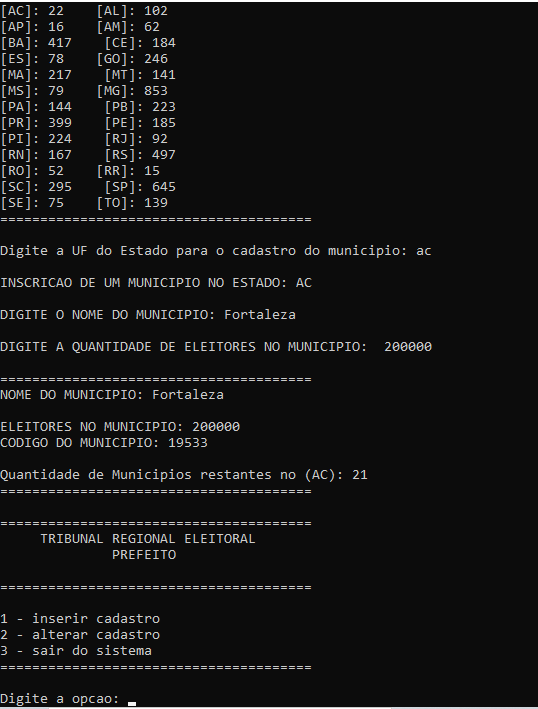 [AC]: 22    [AL]: 102
[AP]: 16    [AM]: 62
[BA]: 417    [CE]: 184
[ES]: 78    [GO]: 246
[MA]: 217    [MT]: 141
[MS]: 79    [MG]: 853
[PA]: 144    [PB]: 223
[PR]: 399    [PE]: 185
[PI]: 224    [RJ]: 92
[RN]: 167    [RS]: 497
[RO]: 52    [RR]: 15
[SC]: 295    [SP]: 645
[SE]: 75    [TO]: 139
=======================================
Digite a UF do Estado para o cadastro do municipio: ac
INSCRICAO DE UM MUNICIPIO NO ESTADO: AC
DIGITE O NOME DO MUNICIPIO: Fortaleza
DIGITE A QUANTIDADE DE ELEITORES NO MUNICIPIO:  200000
=======================================
NOME DO MUNICIPIO: Fortaleza
ELEITORES NO MUNICIPIO: 200000
CODIGO DO MUNICIPIO: 19533
Quantidade de Municipios restantes no (AC): 21
=======================================
=======================================
TRIBUNAL REGIONAL ELEITORAL
PREFEITO
=======================================
1 - inserir cadastro
2 - alterar cadastro
3 - sair do sistema
=======================================
Digite a opcao: